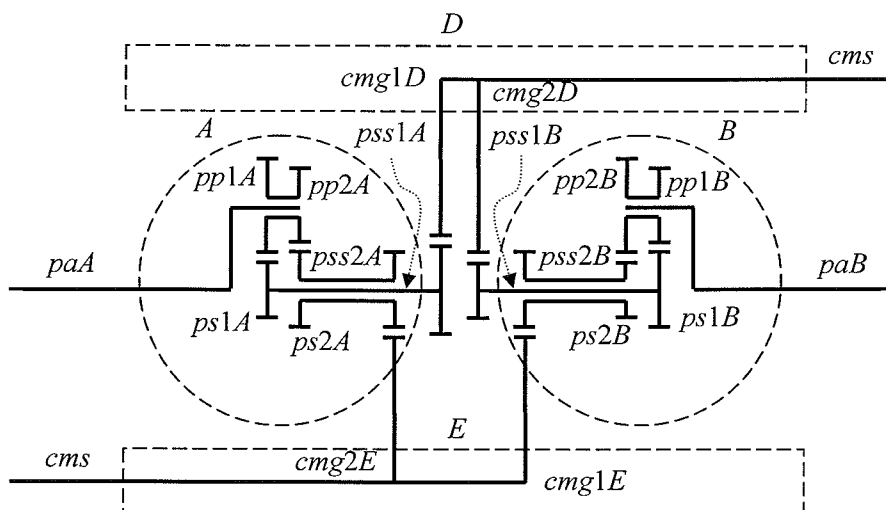 D
cms
cmg1D
cmg2D
A
pss1A
pss1B
B
pp1A
pp2A
pp2B
pp1B
pss2A
pss2B
paA
paB
ps1A
ps2A
ps2B
ps1B
E
cms
cmg2E
cmg1E